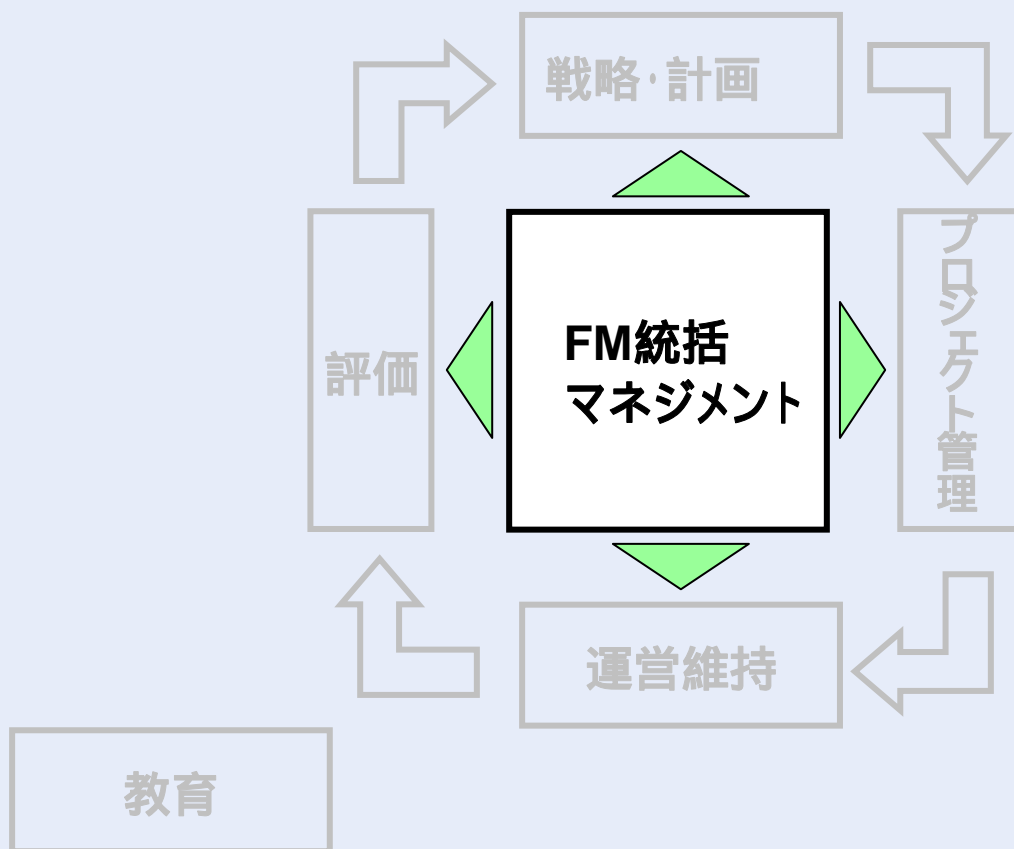 戦略・計画
プロジェクト管理
評価
FM統括
マネジメント
運営維持
教育